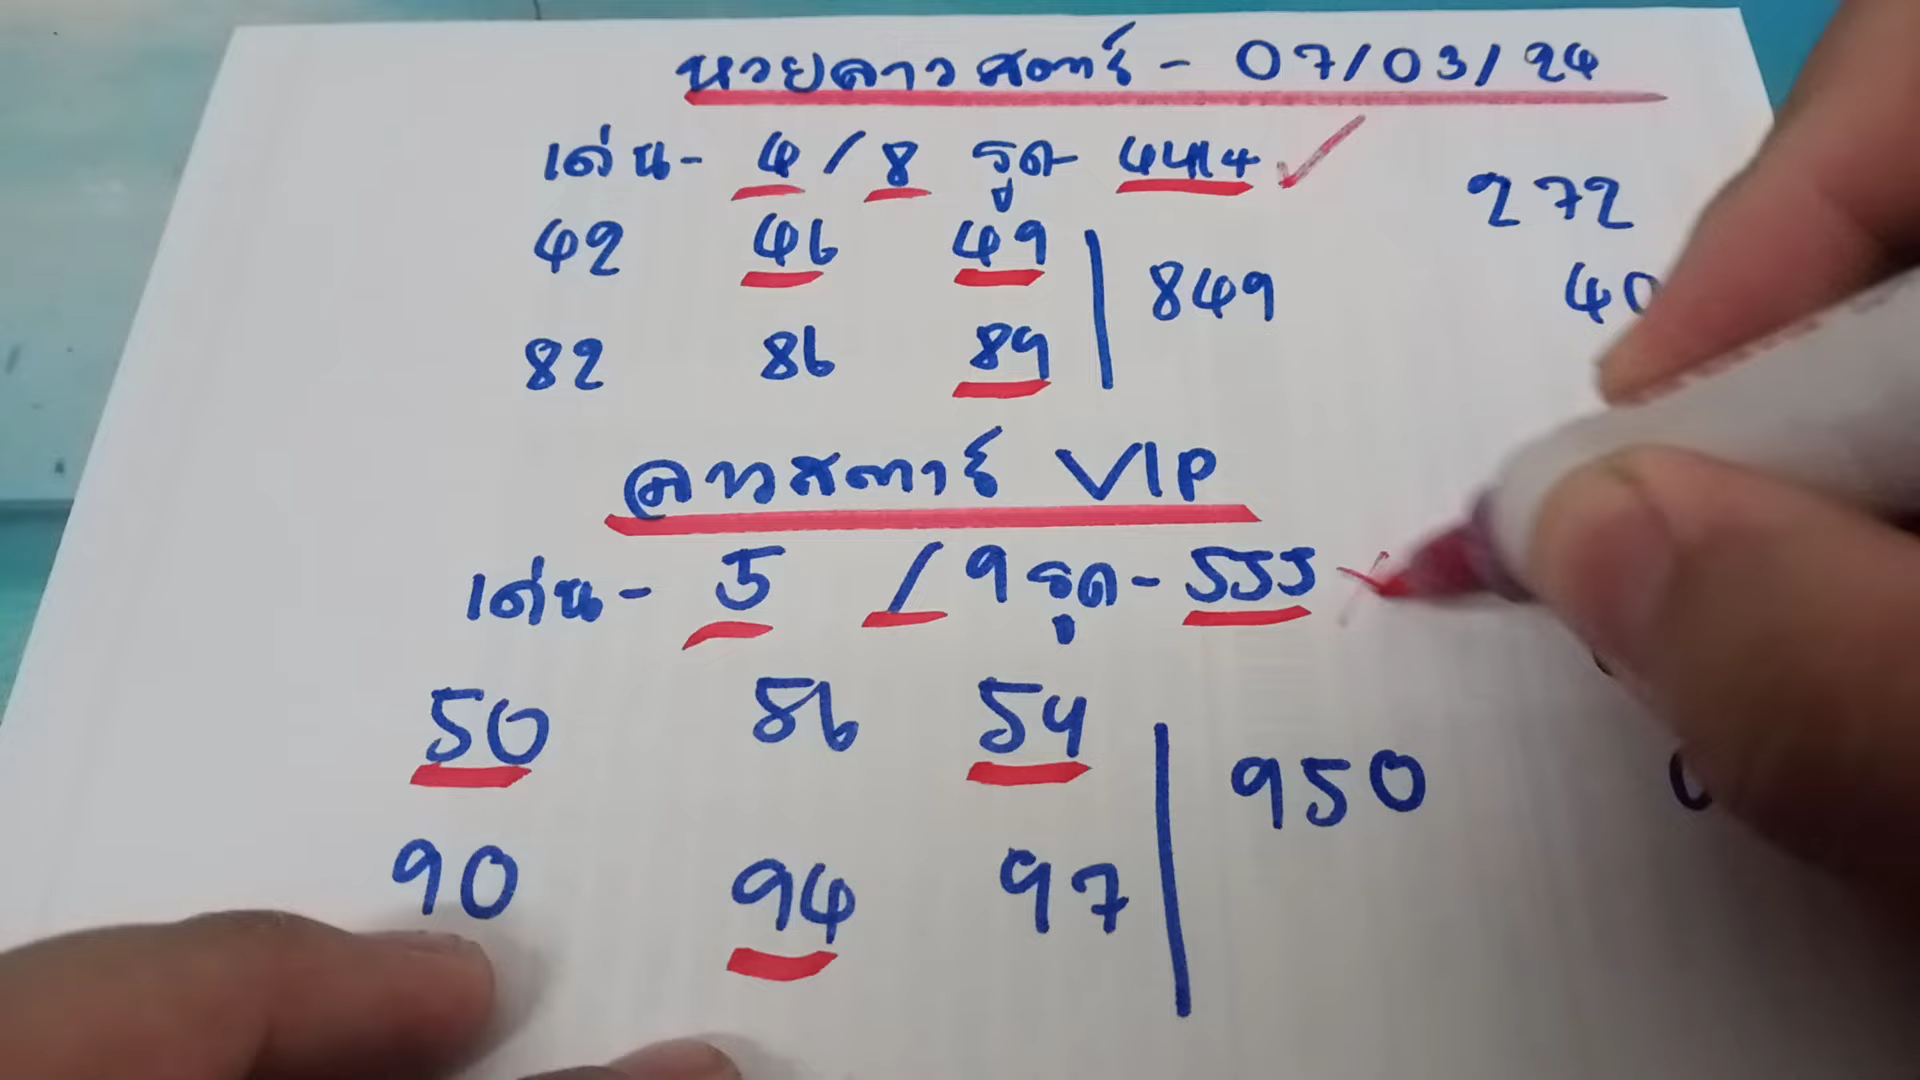 หวยลาวสตาร์ - 07/03/24
เด่น- 4 / 8 รูด- 444
272
42 46 49
849
40
82 86 89
ลาวสตาร์ VIP
เด่น- 5 / 9 รูด- 555
50 56 54
950
90 94 97